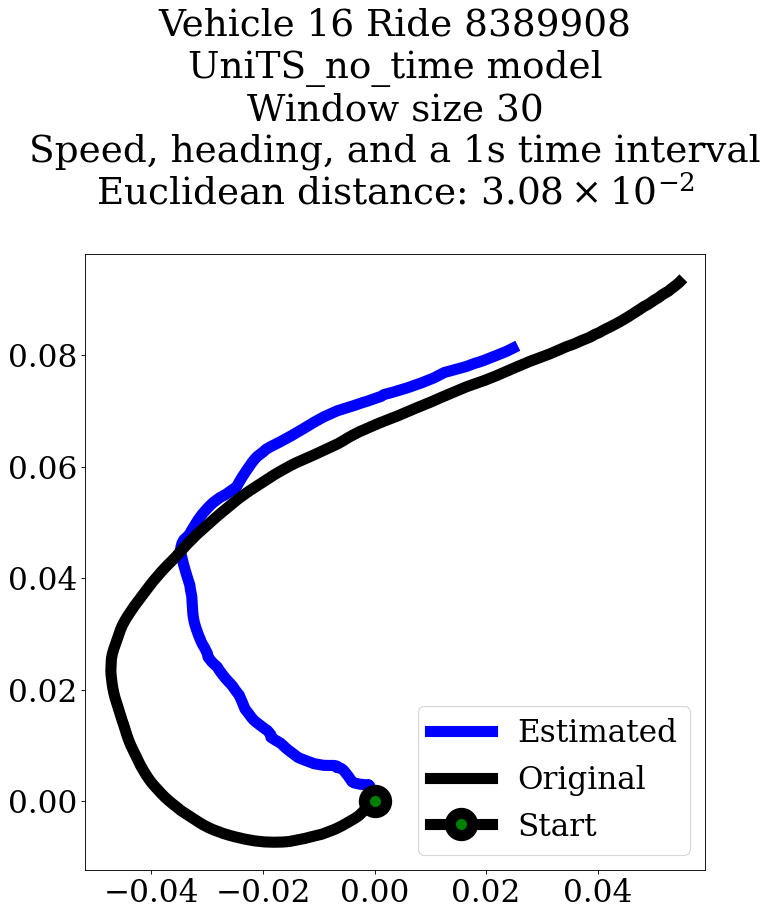 Vehicle 16 Ride 8389908
UniTS_no_time model
Window size 30
Speed, heading, and a 1s time interval
Euclidean distance: 3.08 × 10⁻²
0.08
0.06
0.04
0.02
0.00
Estimated
Original
Start
−0.04 −0.02 0.00 0.02 0.04